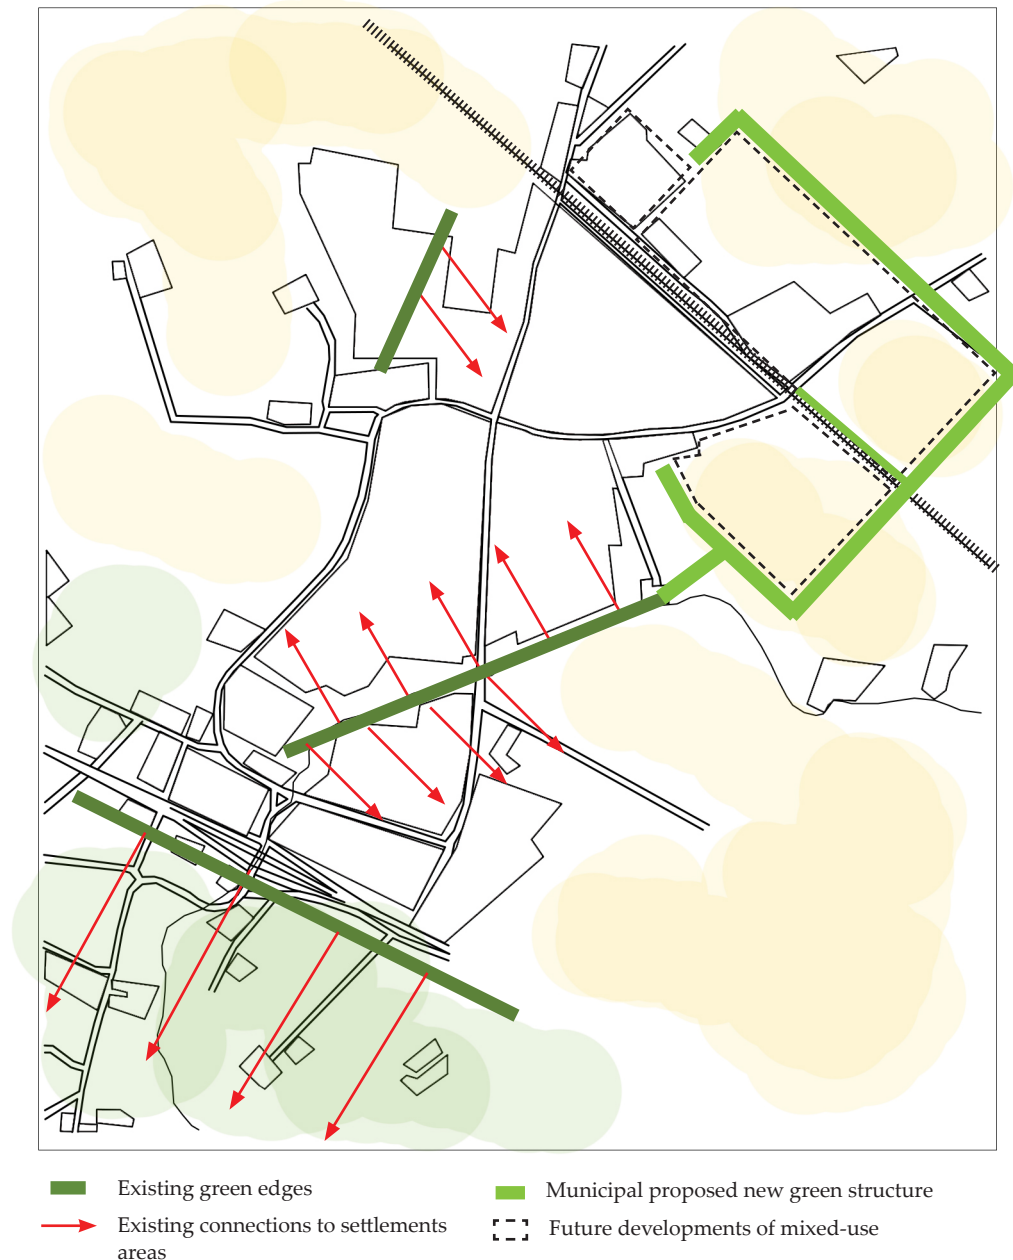 Existing green edges
Existing connections to settlements
areas
Municipal proposed new green structure
Future developments of mixed-use